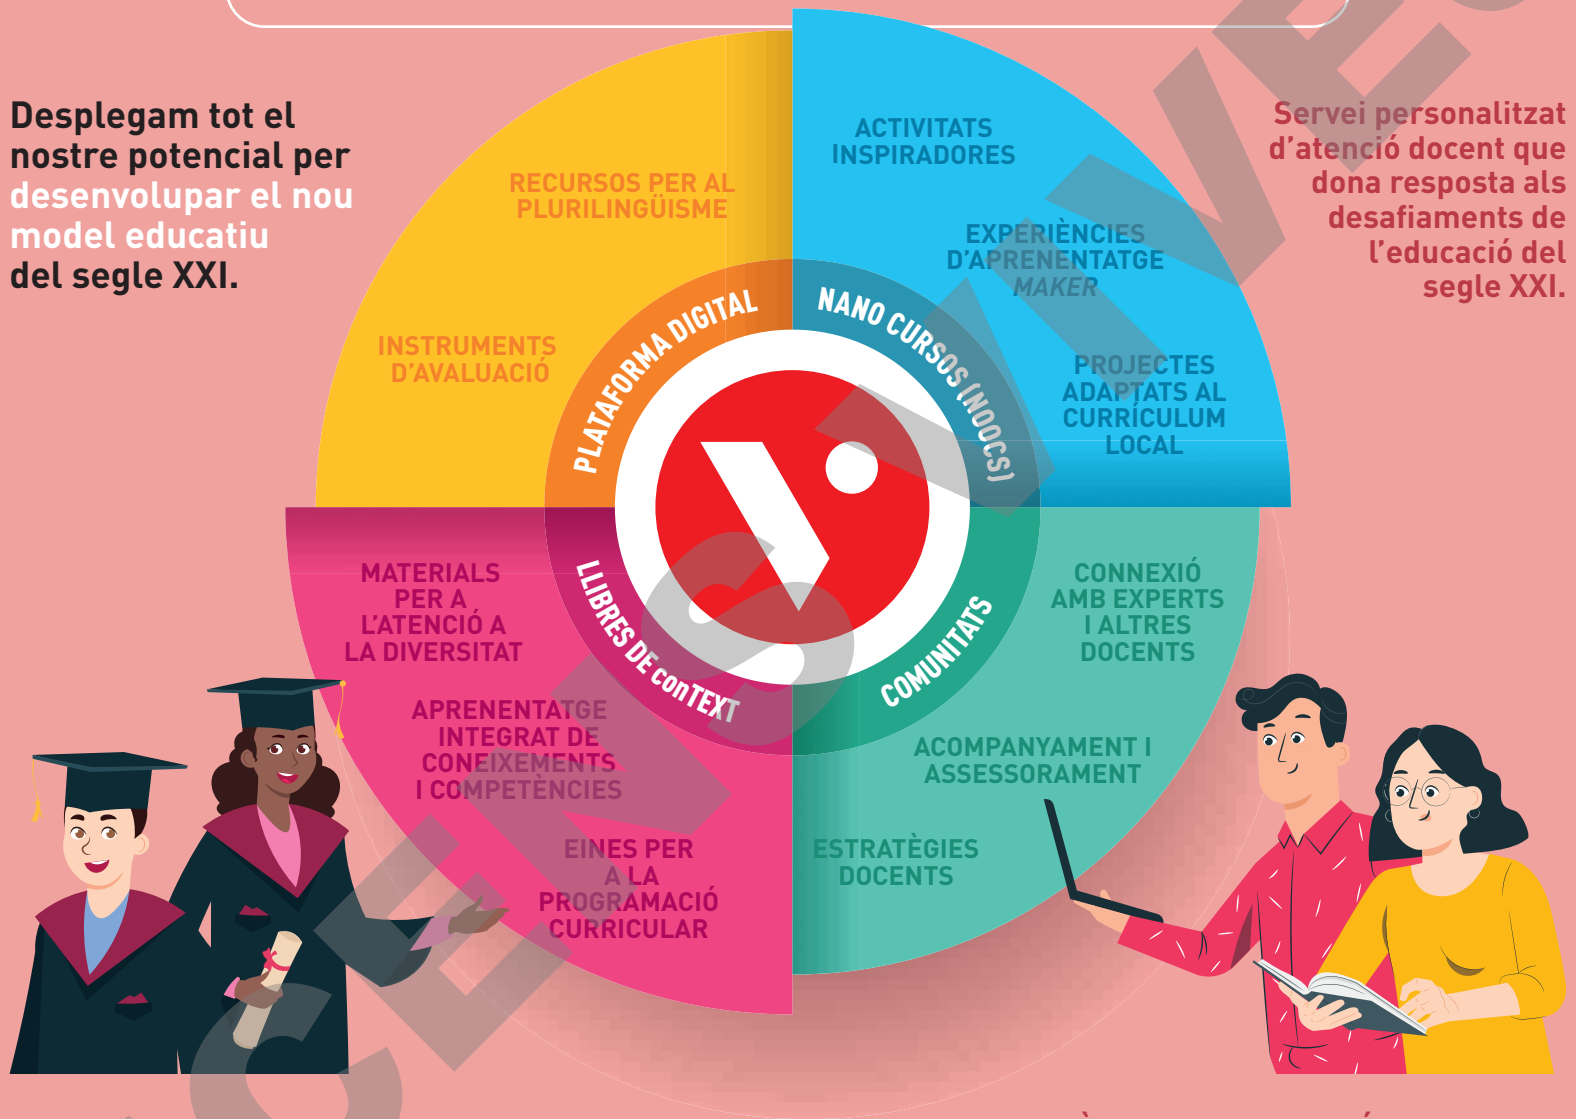 Desplegam tot el
nostre potencial per
desenvolupar el nou
model educatiu
del segle XXI.
Servei personalitzat
d'atenció docent que
dona resposta als
desafiaments de
l'educació del
segle XXI.
RECURSOS PER AL
PLURILINGÜISME
INSTRUMENTS
D'AVALUACIÓ
PLATAFORMA DIGITAL
ACTIVITATS
INSPIRADORES
EXPERIÈNCIES
D'APRENENTATGE
MAKER
PROJECTES
ADAPTATS AL
CURRÍCULUM
LOCAL
NANO CURSOS (NOOCS)
MATERIALS
PER A
L'ATENCIÓ A
LA DIVERSITAT
APRENENTATGE
INTEGRAT DE
CONEIXEMENTS
I COMPETÈNCIES
EINES PER
A LA
PROGRAMACIÓ
CURRICULAR
LLIBRES DE conTEXT
COMUNITATS
CONNEXIÓ
AMB EXPERTS
I ALTRES
DOCENTS
ACOMPANYAMENT I
ASSESSORAMENT
ESTRATÈGIES
DOCENTS